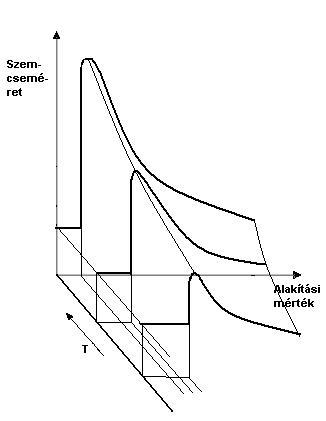 Szem-
csemé-
ret
Alakítási
mérték
T